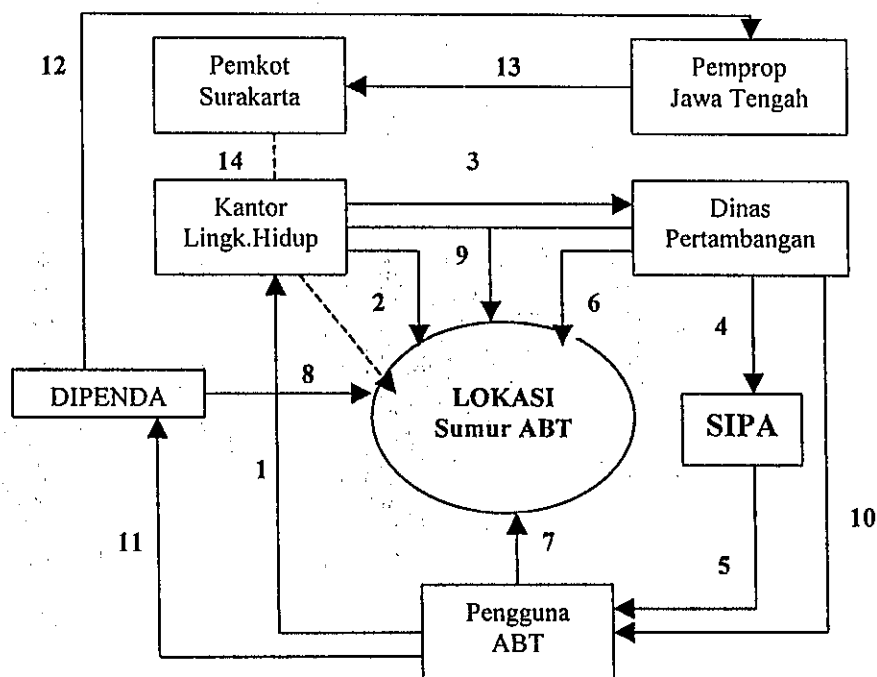 12
Pemkot
Surakarta
13
Pemprop
Jawa Tengah
14
3
Kantor
Lingk.Hidup
Dinas
Pertambangan
9
2
6
4
DIPENDA
8
LOKASI
Sumur ABT
SIPA
1
10
11
7
5
Pengguna
ABT